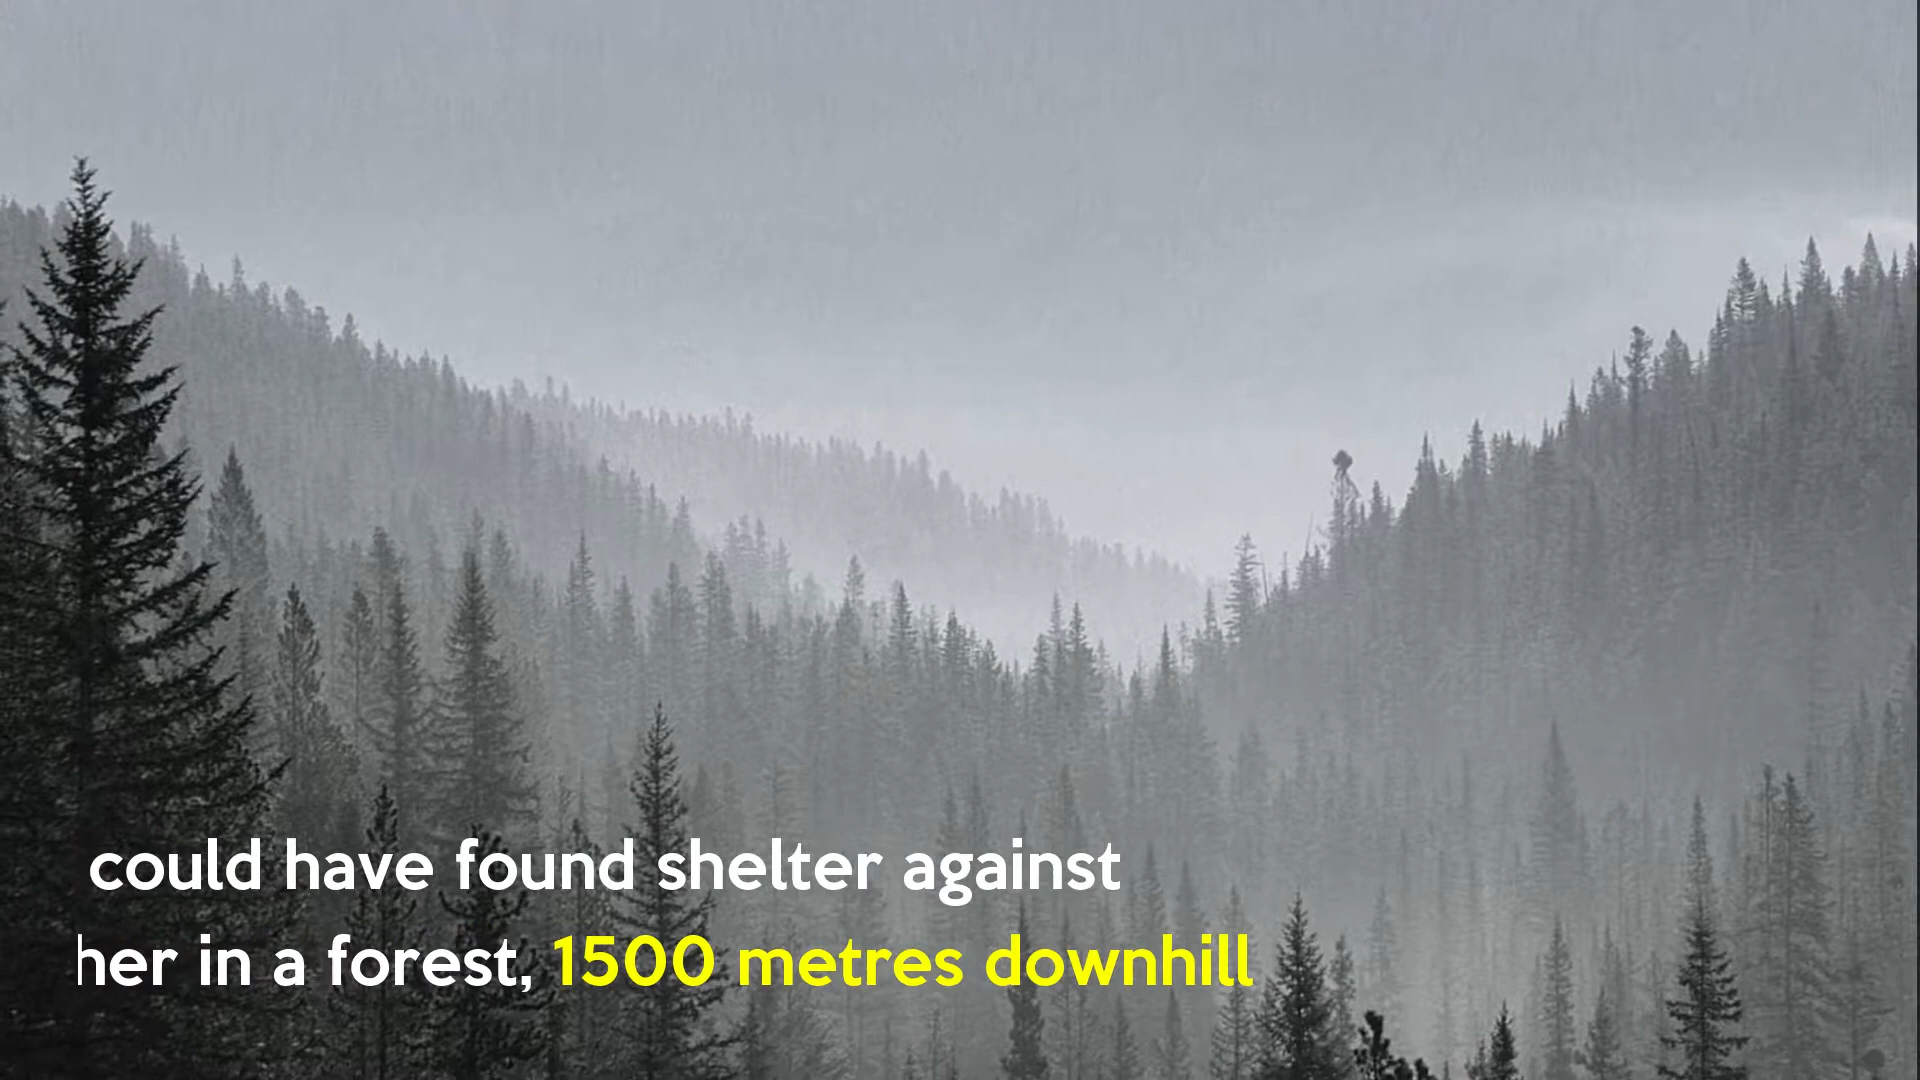 could have found shelter against
her in a forest, 1500 metres downhill